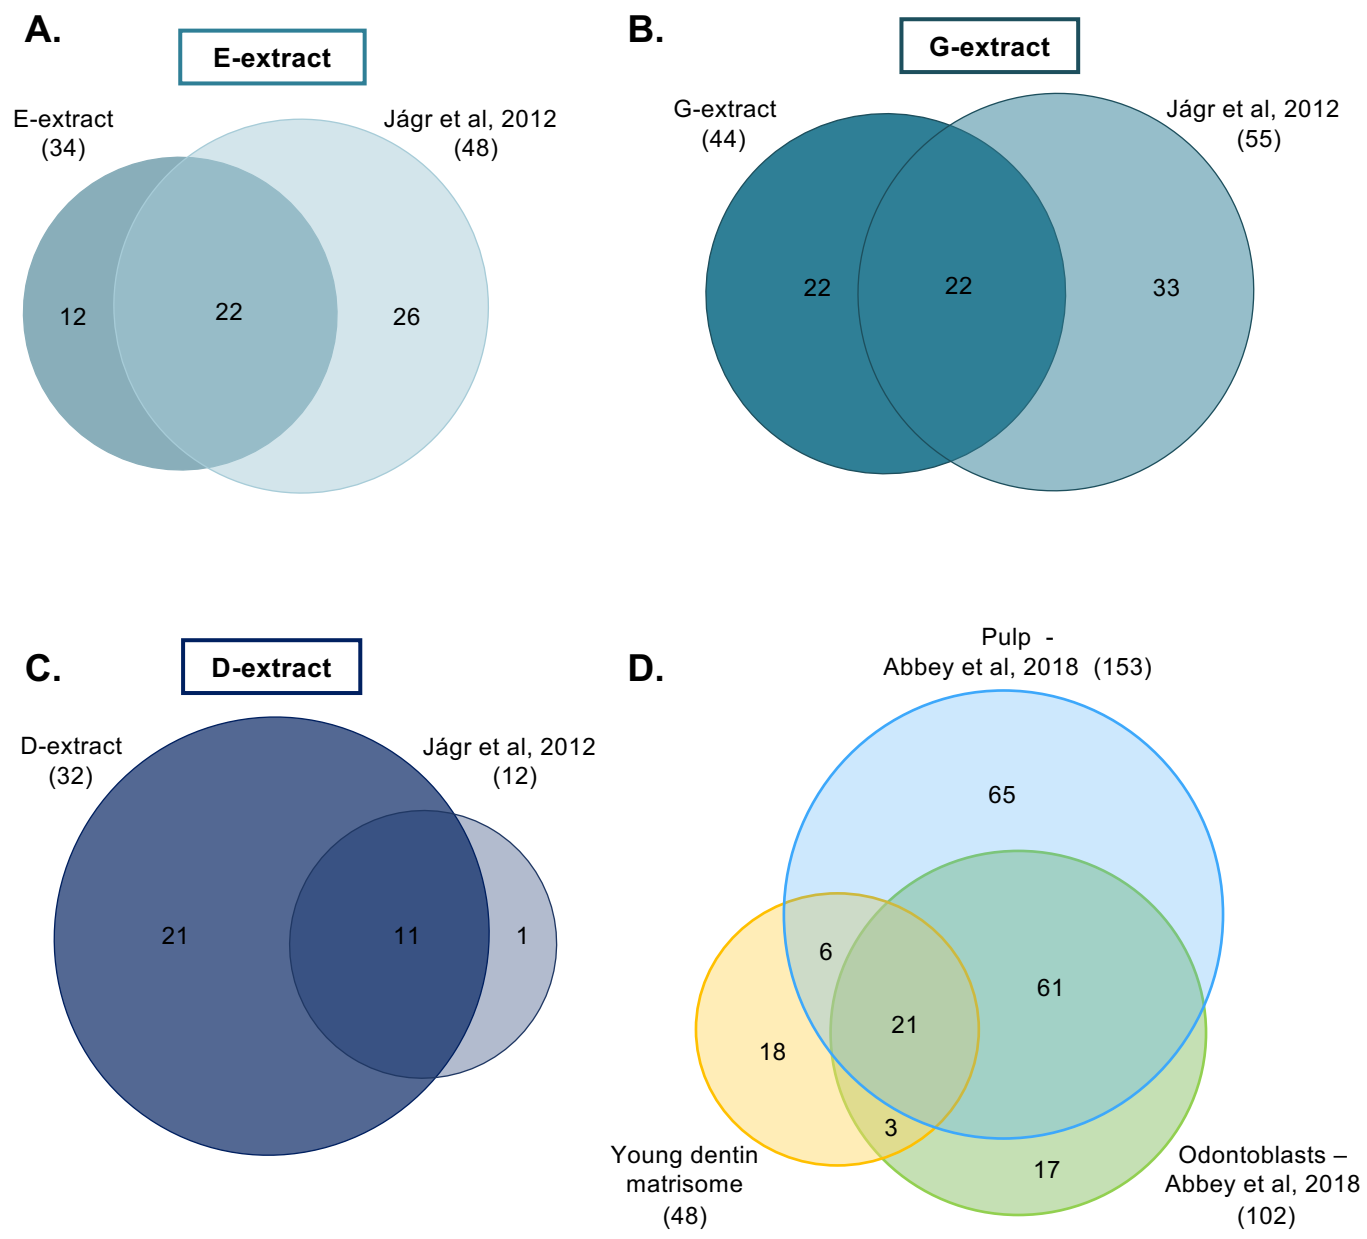 A.
E-extract
E-extract
(34)
Jágr et al, 2012
(48)
12
22
26
B.
G-extract
G-extract
(44)
Jágr et al, 2012
(55)
22
22
33
C.
D-extract
D-extract
(32)
Jágr et al, 2012
(12)
21
11
1
D.
Pulp -
Abbey et al, 2018 (153)
65
6
61
21
18
3
17
Young dentin
matrisome
(48)
Odontoblasts –
Abbey et al, 2018
(102)